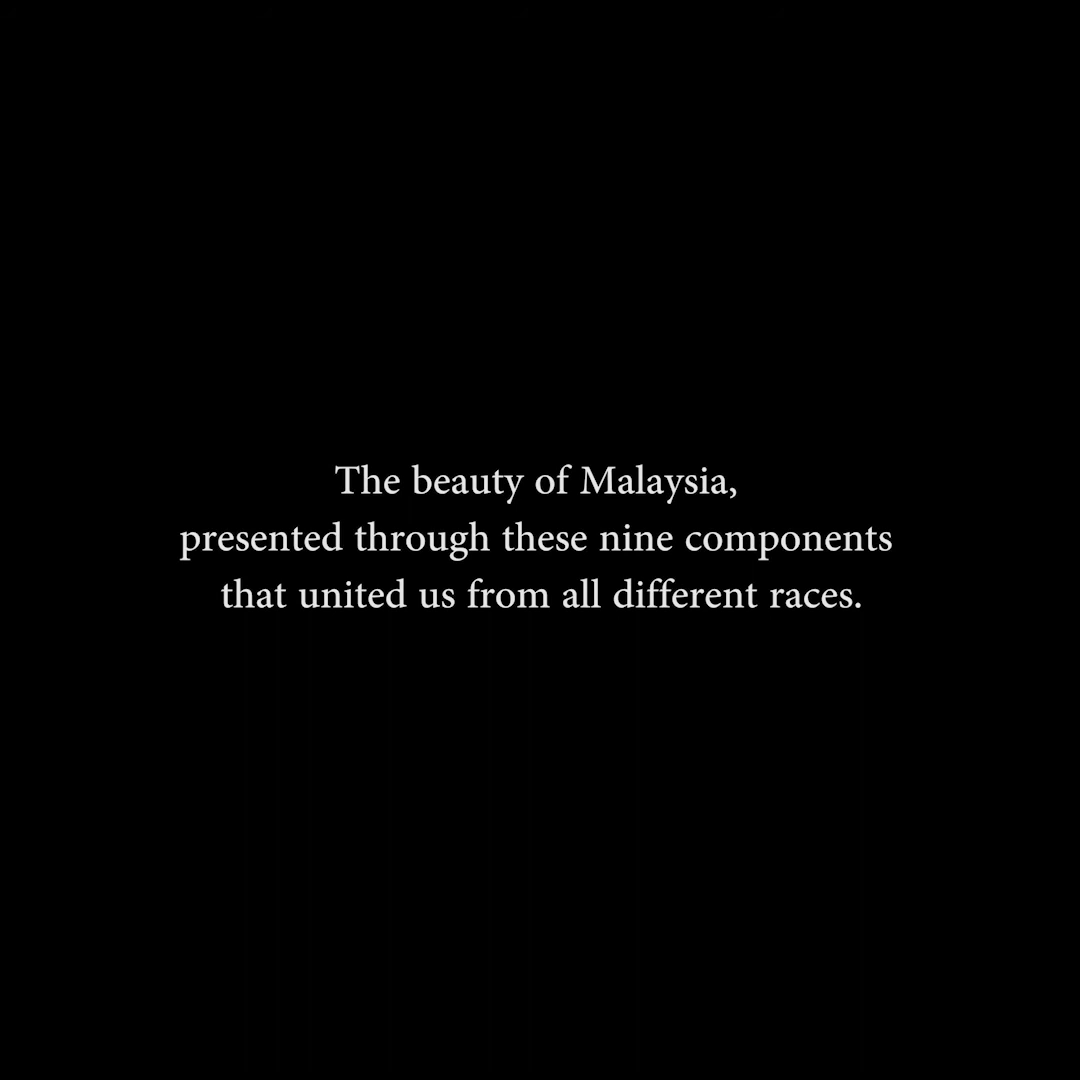 The beauty of Malaysia,
presented through these nine components
that united us from all different races.